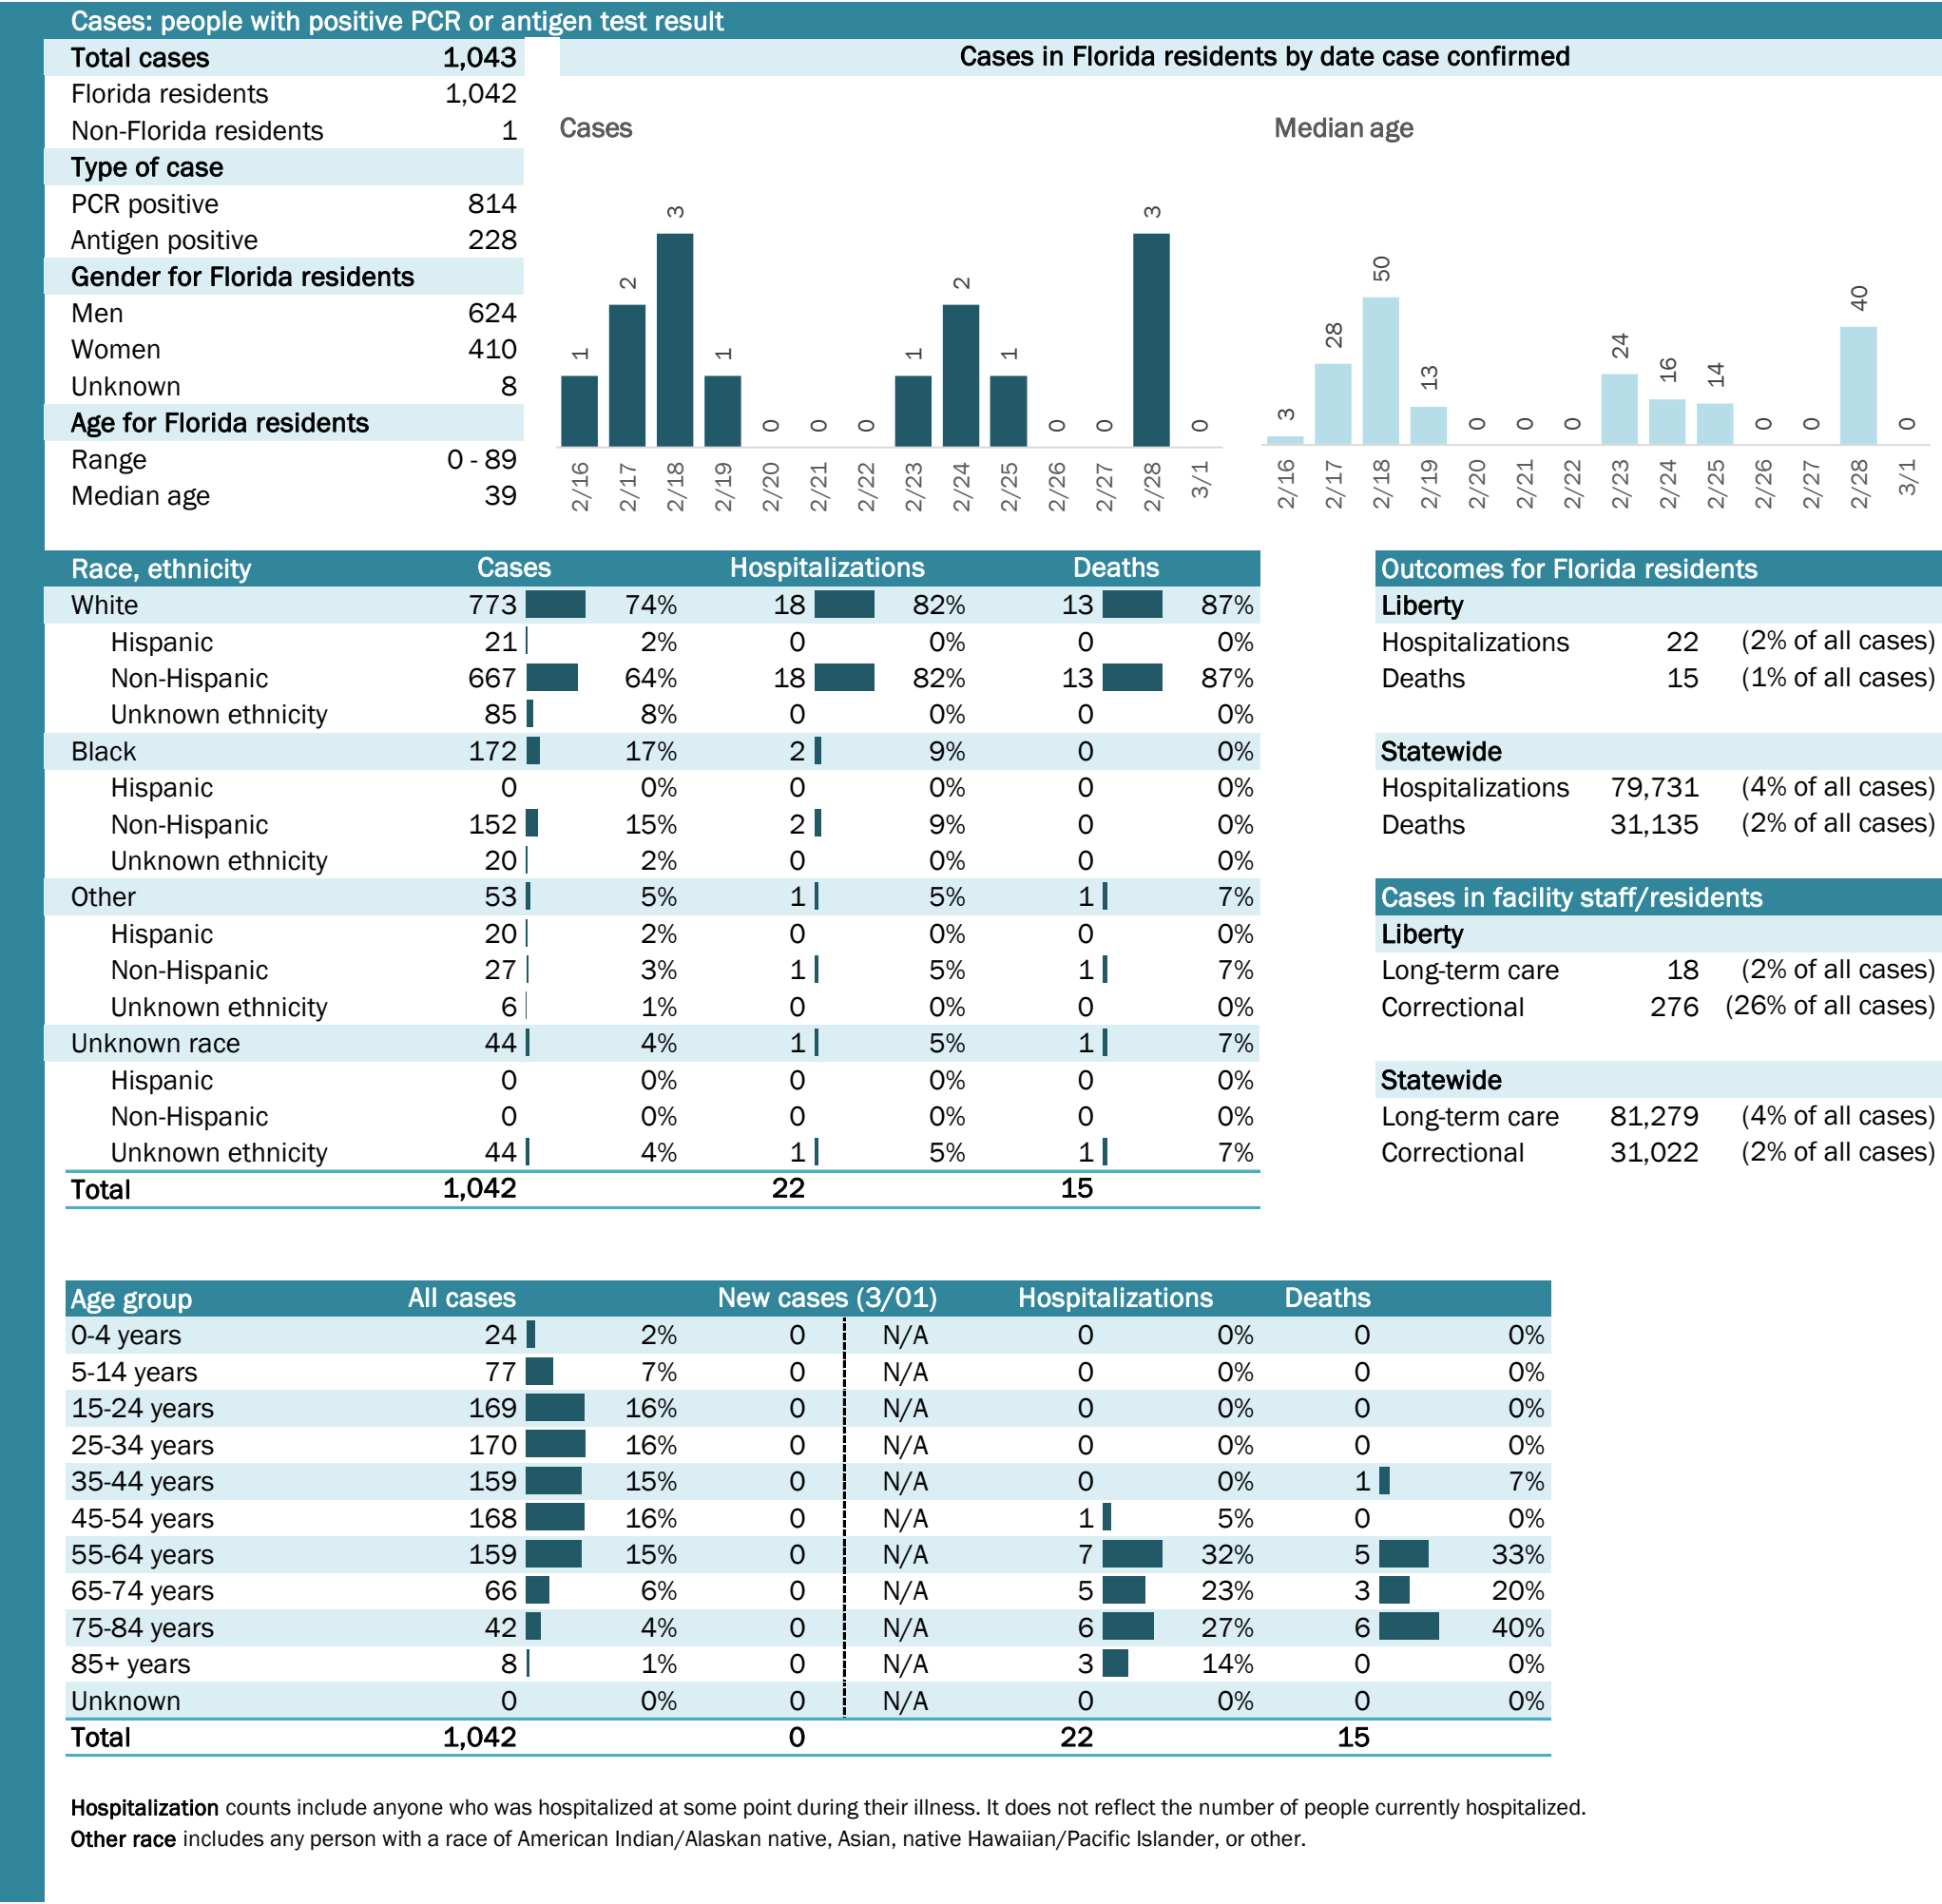 Cases: people with positive PCR or antigen test result
Total cases 1,043
Florida residents 1,042
Non-Florida residents 1
Type of case
PCR positive 814
Antigen positive 228
Gender for Florida residents
Men 624
Women 410
Unknown 8
Age for Florida residents
Range 0 - 89
Median age 39
Cases in Florida residents by date case confirmed
Cases
1 2 3 1 0 0 0 1 2 1 0 0 3 0
2/16 2/17 2/18 2/19 2/20 2/21 2/22 2/23 2/24 2/25 2/26 2/27 2/28 3/1
Median age
3 28 50 13 0 0 0 24 16 14 0 0 40 0
2/16 2/17 2/18 2/19 2/20 2/21 2/22 2/23 2/24 2/25 2/26 2/27 2/28 3/1
Race, ethnicity Cases Hospitalizations Deaths
White 773 74% 18 82% 13 87%
Hispanic 21 2% 0 0% 0 0%
Non-Hispanic 667 64% 18 82% 13 87%
Unknown ethnicity 85 8% 0 0% 0 0%
Black 172 17% 2 9% 0 0%
Hispanic 0 0% 0 0% 0 0%
Non-Hispanic 152 15% 2 9% 0 0%
Unknown ethnicity 20 2% 0 0% 0 0%
Other 53 5% 1 5% 1 7%
Hispanic 20 2% 0 0% 0 0%
Non-Hispanic 27 3% 1 5% 1 7%
Unknown ethnicity 6 1% 0 0% 0 0%
Unknown race 44 4% 1 5% 1 7%
Hispanic 0 0% 0 0% 0 0%
Non-Hispanic 0 0% 0 0% 0 0%
Unknown ethnicity 44 4% 1 5% 1 7%
Total 1,042 22 15
Outcomes for Florida residents
Liberty
Hospitalizations 22 (2% of all cases)
Deaths 15 (1% of all cases)
Statewide
Hospitalizations 79,731 (4% of all cases)
Deaths 31,135 (2% of all cases)
Cases in facility staff/residents
Liberty
Long-term care 18 (2% of all cases)
Correctional 276 (26% of all cases)
Statewide
Long-term care 81,279 (4% of all cases)
Correctional 31,022 (2% of all cases)
Age group All cases New cases (3/01) Hospitalizations Deaths
0-4 years 24 2% 0 N/A 0 0% 0 0%
5-14 years 77 7% 0 N/A 0 0% 0 0%
15-24 years 169 16% 0 N/A 0 0% 0 0%
25-34 years 170 16% 0 N/A 0 0% 0 0%
35-44 years 159 15% 0 N/A 0 0% 1 7%
45-54 years 168 16% 0 N/A 1 5% 0 0%
55-64 years 159 15% 0 N/A 7 32% 5 33%
65-74 years 66 6% 0 N/A 5 23% 3 20%
75-84 years 42 4% 0 N/A 6 27% 6 40%
85+ years 8 1% 0 N/A 3 14% 0 0%
Unknown 0 0% 0 N/A 0 0% 0 0%
Total 1,042 0 22 15
Hospitalization counts include anyone who was hospitalized at some point during their illness. It does not reflect the number of people currently hospitalized.
Other race includes any person with a race of American Indian/Alaskan native, Asian, native Hawaiian/Pacific Islander, or other.